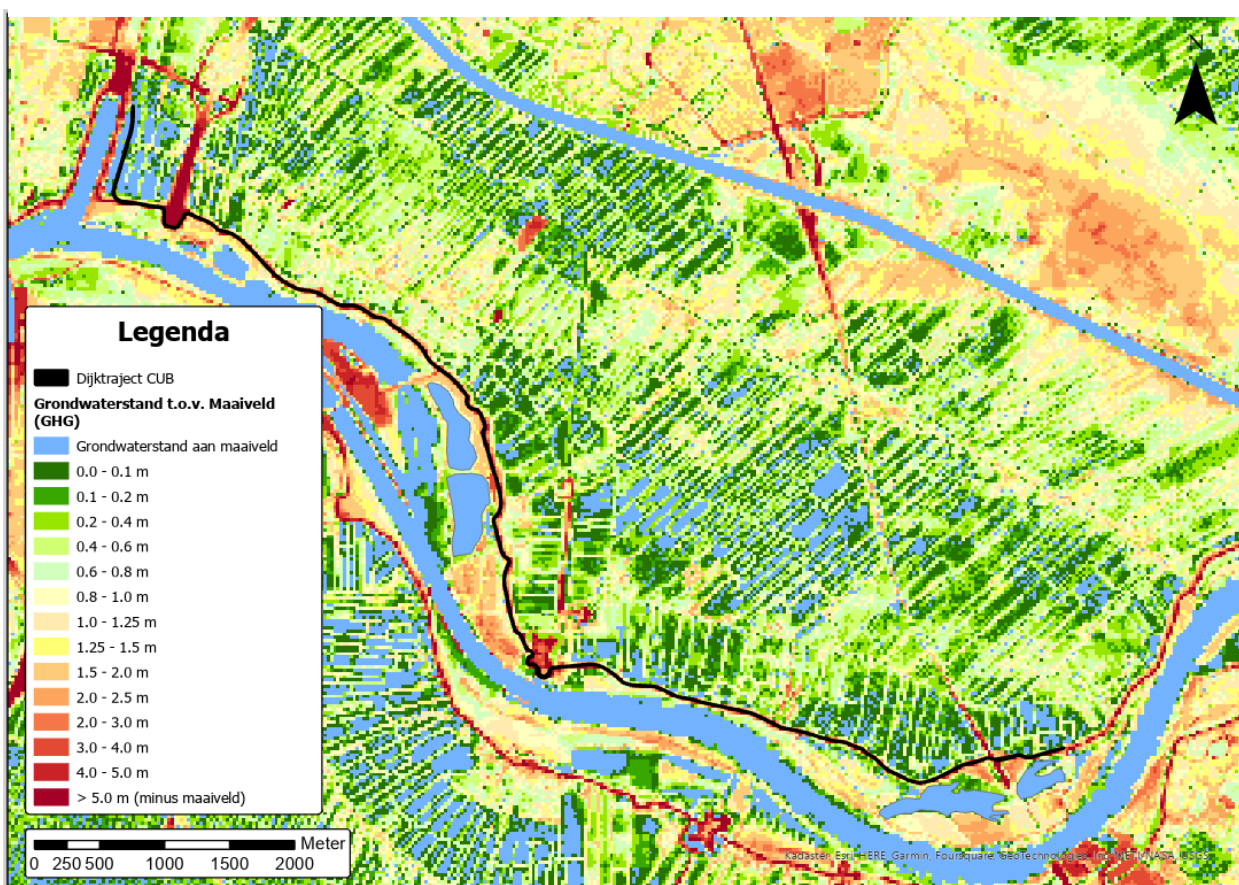 N
Legenda
Dijktraject CUB
Grondwaterstand t.o.v. Maaiveld
(GHG)
Grondwaterstand aan maaiveld
0.0 - 0.1 m
0.1 - 0.2 m
0.2 - 0.4 m
0.4 - 0.6 m
0.6 - 0.8 m
0.8 - 1.0 m
1.0 - 1.25 m
1.25 - 1.5 m
1.5 - 2.0 m
2.0 - 2.5 m
2.0 - 3.0 m
3.0 - 4.0 m
4.0 - 5.0 m
> 5.0 m (minus maaiveld)
Meter
0 250 500 1000 1500 2000
Kadaster, Esri, HERE, Garmin, Foursquare, GeoTechnologies, Inc, METI/NASA, USGS